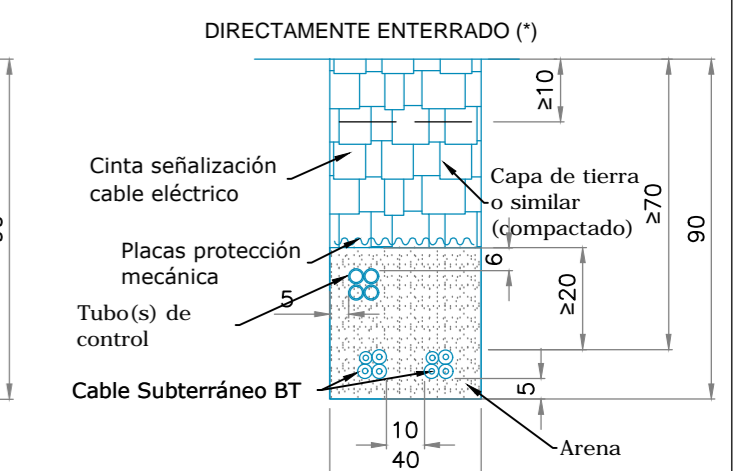 DIRECTAMENTE ENTERRADO (*)
≥10
Cinta señalización
cable eléctrico
Capa de tierra
o similar
(compactado)
≥70
90
Placas protección
mecánica
6
≥20
5
Tubo(s) de
control
Cable Subterráneo BT
5
10
40
Arena